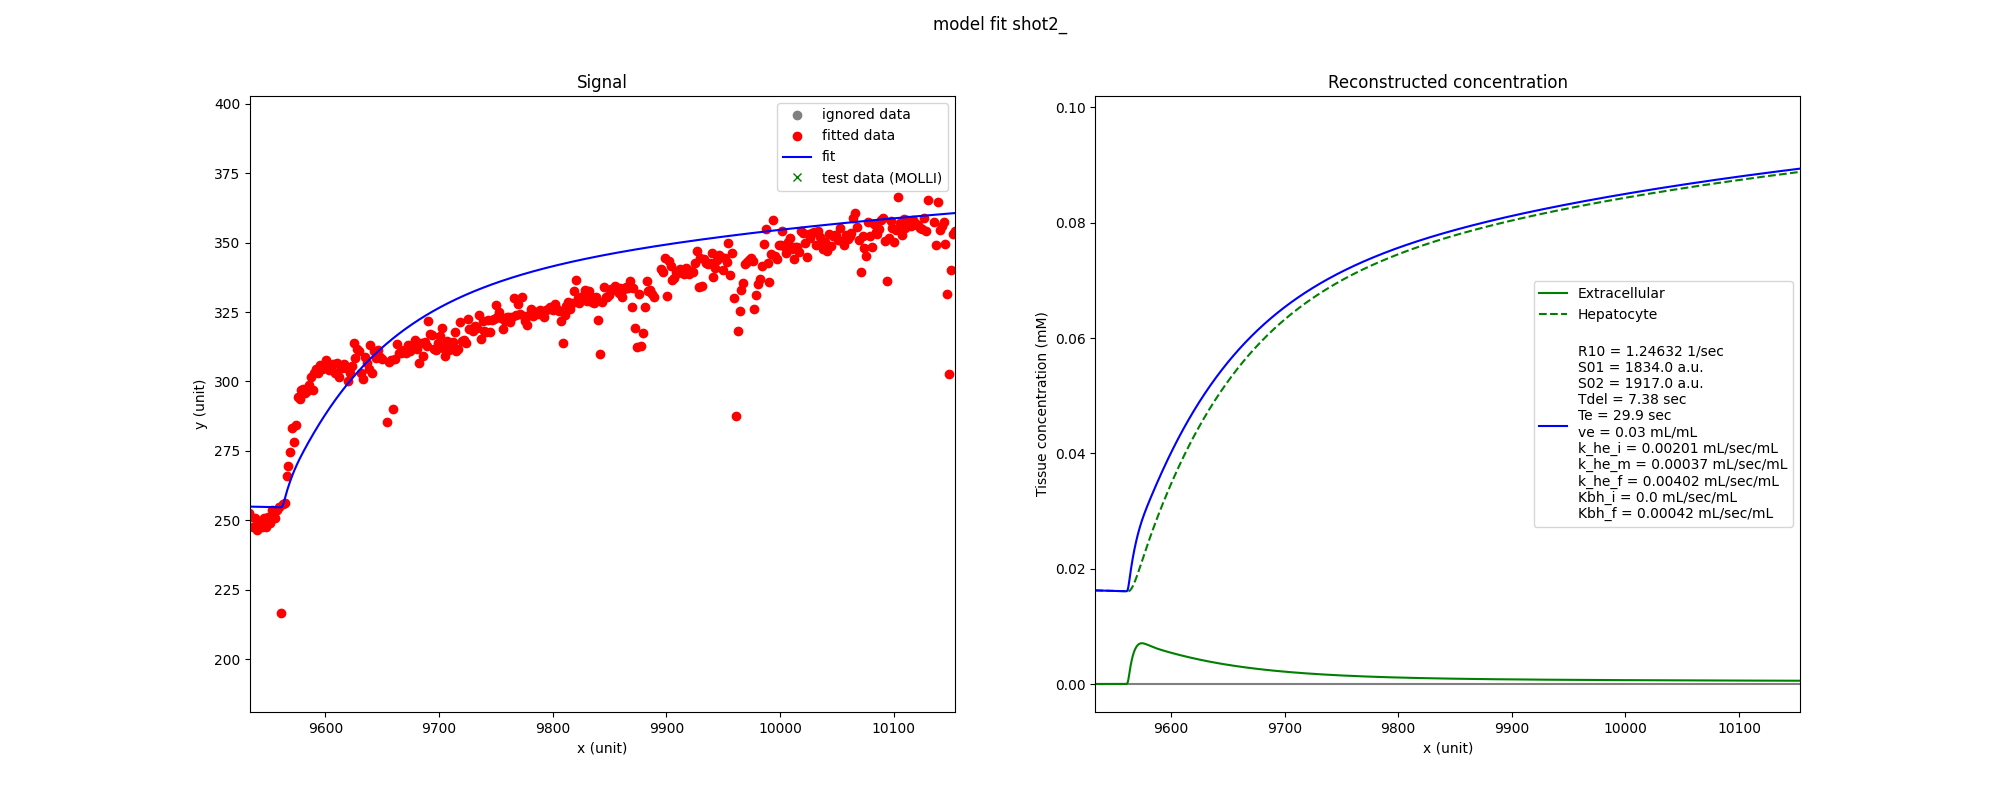 model fit shot2_
Signal
400
375
350
325
300
275
250
225
200
y (unit)
9600
9700
9800
9900
10000
10100
x (unit)
ignored data
fitted data
fit
test data (MOLLI)
Reconstructed concentration
0.10
0.08
0.06
0.04
0.02
0.00
Tissue concentration (mM)
9600
9700
9800
9900
10000
10100
x (unit)
Extracellular
Hepatocyte
R10 = 1.24632 1/sec
S01 = 1834.0 a.u.
S02 = 1917.0 a.u.
Tdel = 7.38 sec
Te = 29.9 sec
ve = 0.03 mL/mL
k_he_i = 0.00201 mL/sec/mL
k_he_m = 0.00037 mL/sec/mL
k_he_f = 0.00402 mL/sec/mL
Kbh_i = 0.0 mL/sec/mL
Kbh_f = 0.00042 mL/sec/mL